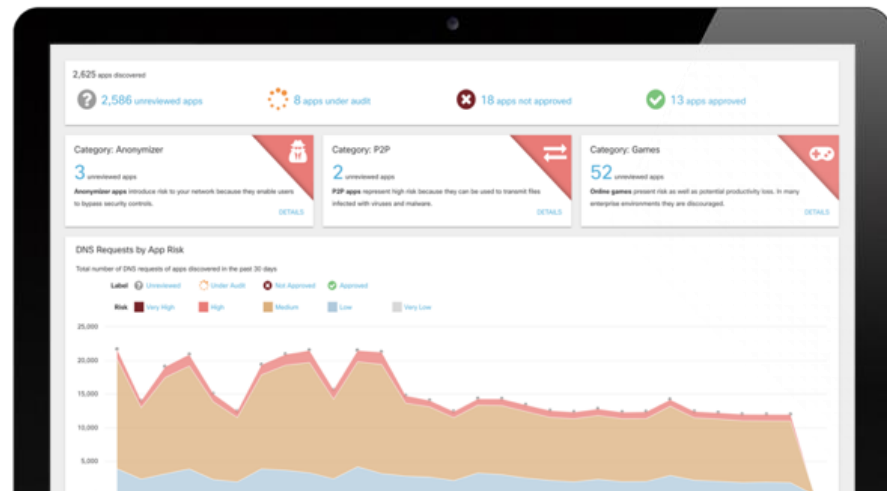 2,625 apps discovered
2,586 unreviewed apps
8 apps under audit
18 apps not approved
13 apps approved
Category: Anonymizer
3 unreviewed apps
Anonymizer apps introduce risk to your network because they enable users
to bypass security controls.
DETAILS
Category: P2P
2 unreviewed apps
P2P apps represent high risk because they can be used to transmit files
infected with viruses and malware.
DETAILS
Category: Games
52 unreviewed apps
Online games present risk as well as potential productivity loss. In many
enterprise environments they are discouraged.
DETAILS
DNS Requests by App Risk
Total number of DNS requests of apps discovered in the past 30 days
Label Unreviewed Under Audit Not Approved Approved
Risk Very High High Medium Low Very Low
25,000
20,000
15,000
10,000
5,000